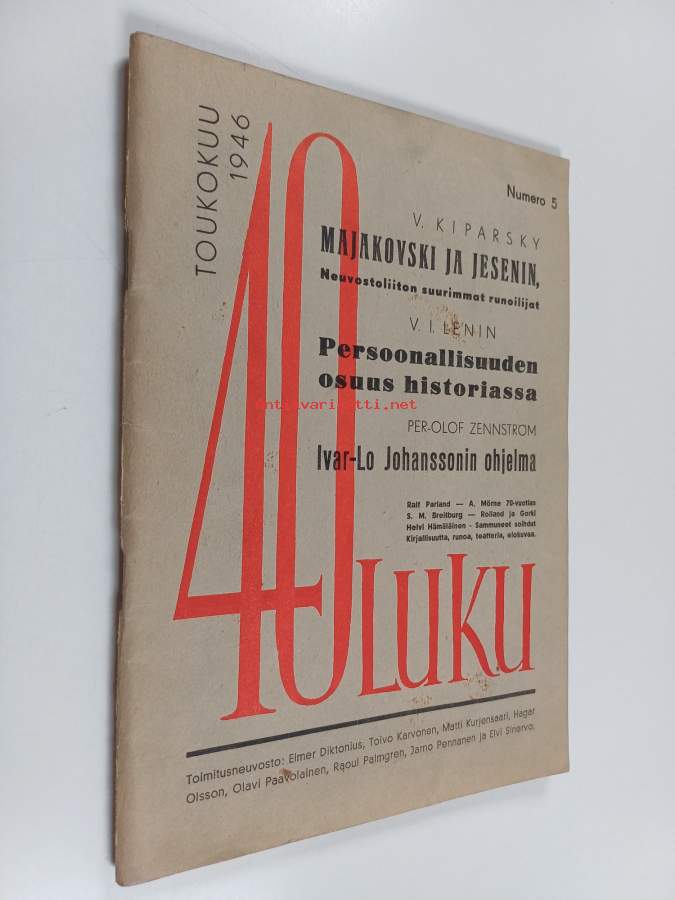 TOUKOKUU
1946
Numero 5
V. KIPARSKY
MAJAKOVSKI JA JESENIN,
Neuvostoliiton suurimmat runoilijat
V. I. LENIN
Persoonallisuuden
osuus historiassa
antikvariaatti.net
PER-OLOF ZENNSTRÖM
Ivar-Lo Johanssonin ohjelma
Ralf Parland — A. Mörne 70-vuotias
S. M. Breitburg — Rolland ja Gorki
Helvi Hämäläinen - Sammuneet soihdut
Kirjallisuutta, runoa, teatteria, elokuvaa.
40LUKU
Toimitusneuvosto: Elmer Diktonius, Toivo Karvonen, Matti Kurjensaari, Hagar
Olsson, Olavi Paavolainen, Raoul Palmgren, Jarno Pennanen ja Elvi Sinervo.